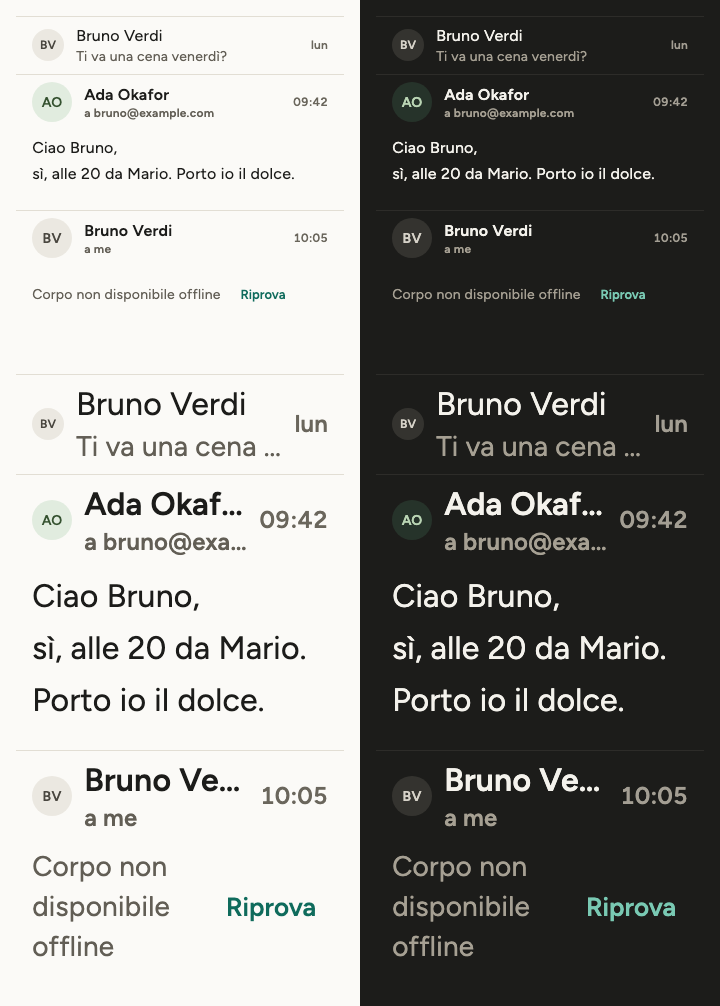 BV Bruno Verdi lun
Ti va una cena venerdì?
AO Ada Okafor 09:42
a bruno@example.com
Ciao Bruno,
sì, alle 20 da Mario. Porto io il dolce.
BV Bruno Verdi 10:05
a me
Corpo non disponibile offline Riprova
BV Bruno Verdi lun
Ti va una cena ...
AO Ada Okaf... 09:42
a bruno@exa...
Ciao Bruno,
sì, alle 20 da Mario.
Porto io il dolce.
BV Bruno Ve... 10:05
a me
Corpo non
disponibile Riprova
offline
BV Bruno Verdi lun
Ti va una cena venerdì?
AO Ada Okafor 09:42
a bruno@example.com
Ciao Bruno,
sì, alle 20 da Mario. Porto io il dolce.
BV Bruno Verdi 10:05
a me
Corpo non disponibile offline Riprova
BV Bruno Verdi lun
Ti va una cena ...
AO Ada Okaf... 09:42
a bruno@exa...
Ciao Bruno,
sì, alle 20 da Mario.
Porto io il dolce.
BV Bruno Ve... 10:05
a me
Corpo non
disponibile Riprova
offline